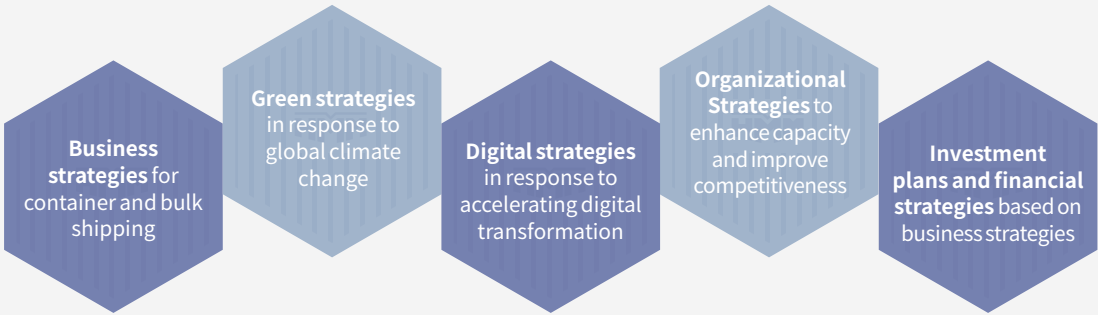 Business
strategies for
container and bulk
shipping
Green strategies
in response to
global climate
change
Digital strategies
in response to
accelerating digital
transformation
Organizational
Strategies to
enhance capacity
and improve
competitiveness
Investment
plans and financial
strategies based on
business strategies